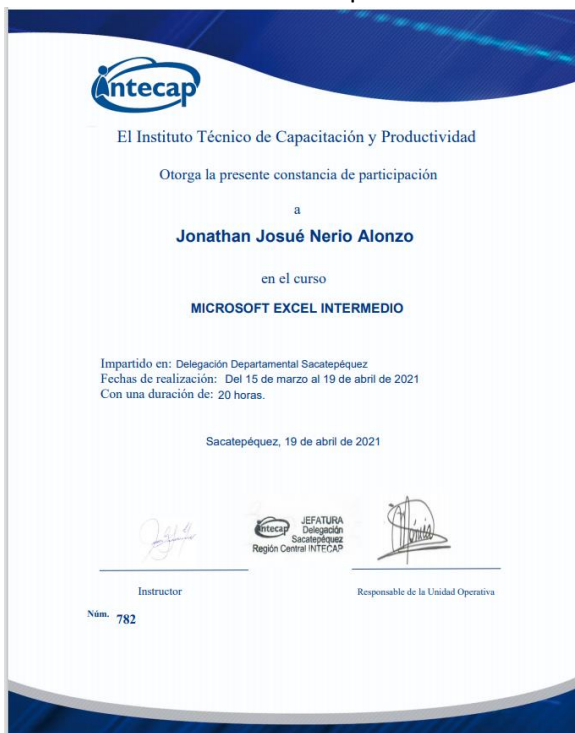 intecap
El Instituto Técnico de Capacitación y Productividad
Otorga la presente constancia de participación
a
Jonathan Josué Nerio Alonzo
en el curso
MICROSOFT EXCEL INTERMEDIO
Impartido en: Delegación Departamental Sacatepéquez
Fechas de realización: Del 15 de marzo al 19 de abril de 2021
Con una duración de: 20 horas.
Sacatepéquez, 19 de abril de 2021
intecap
JEFATURA
Delegación
Sacatepéquez
Región Central INTECAP
Instructor
Responsable de la Unidad Operativa
Núm. 782